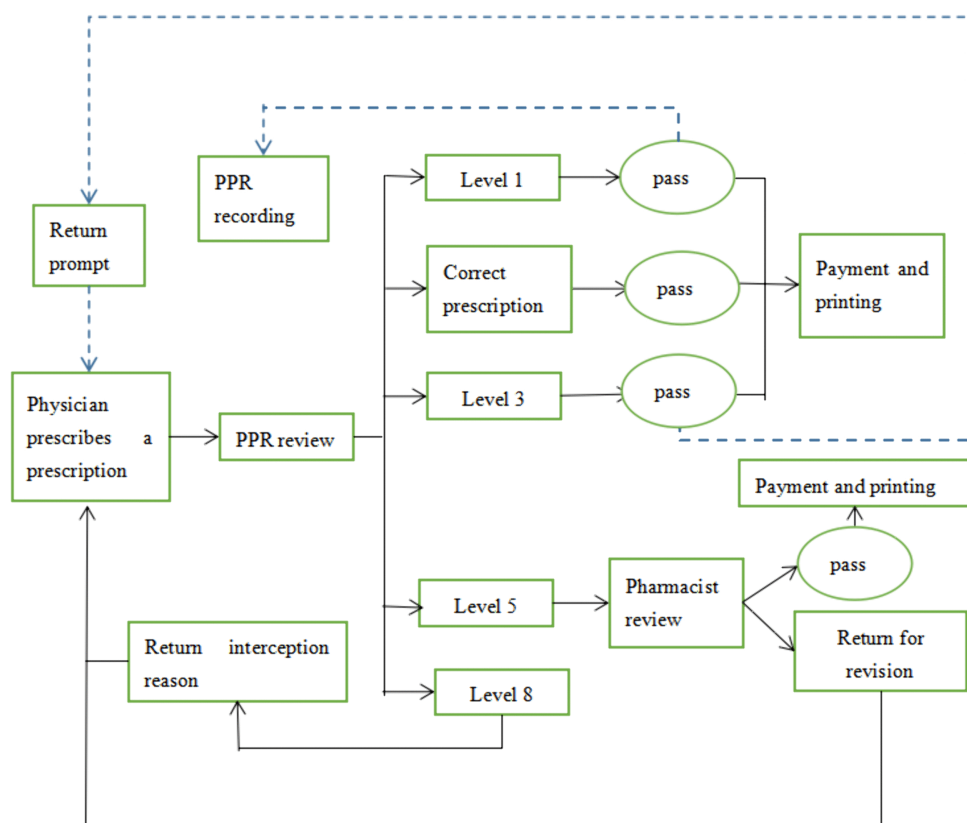 PPR
recording
Level 1
pass
Return
prompt
Correct
prescription
pass
Payment and
printing
Physician
prescribes a
prescription
PPR review
Level 3
pass
Payment and printing
pass
Level 5
Pharmacist
review
Return for
revision
Return interception
reason
Level 8